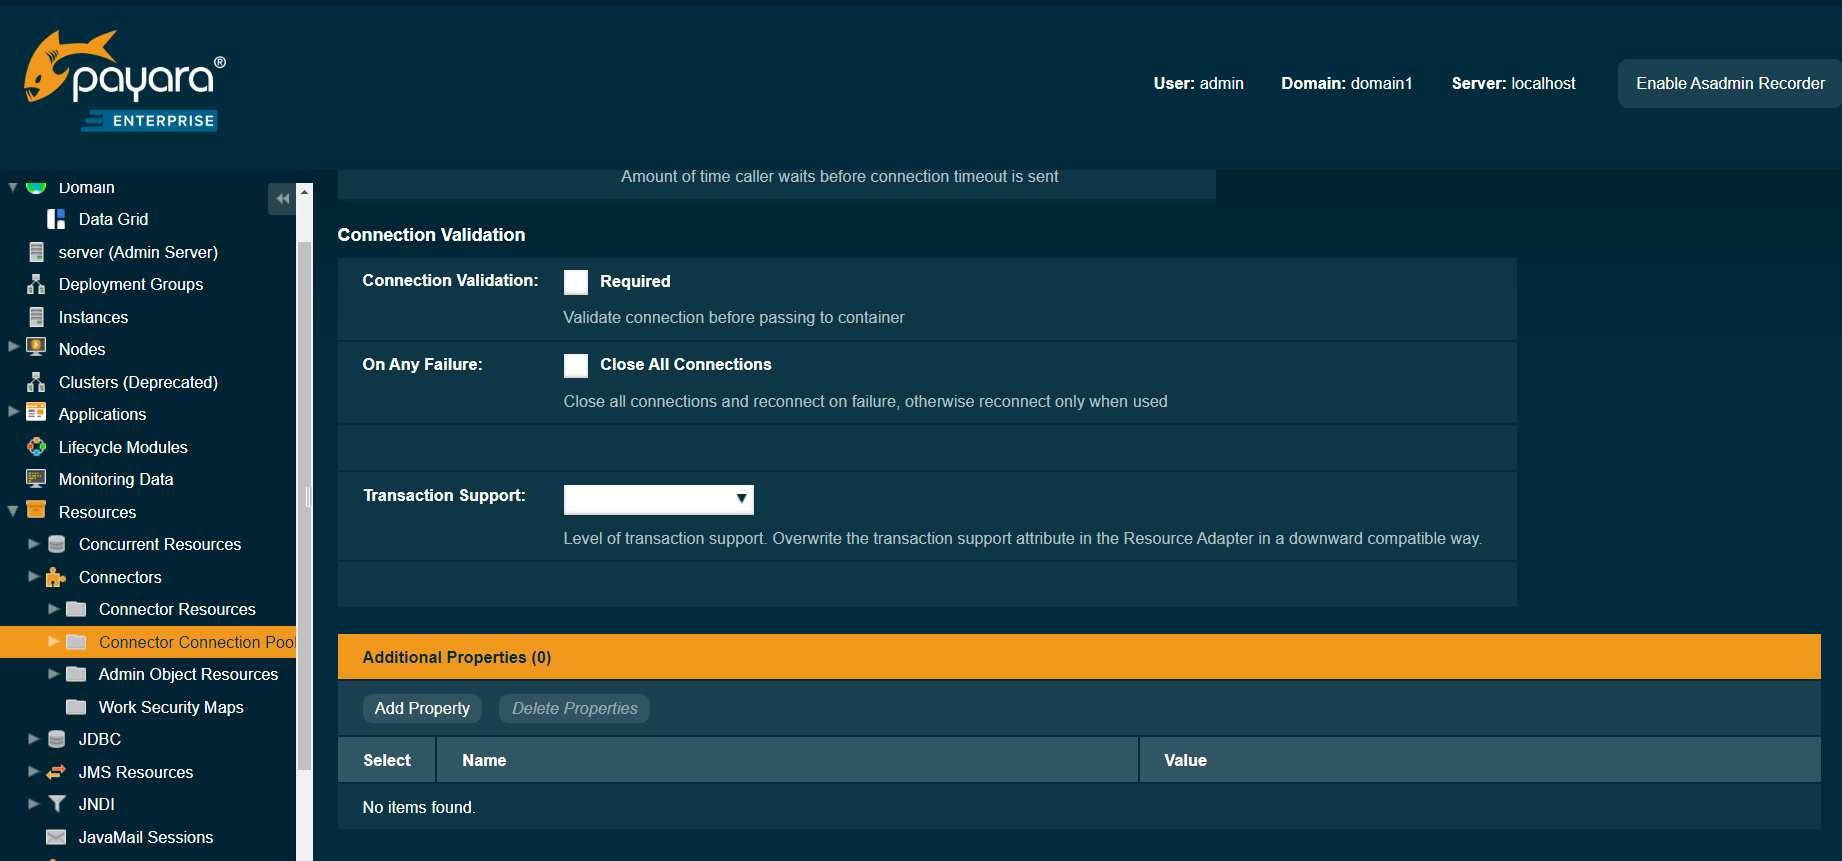 payara®
ENTERPRISE
User: admin
Domain: domain1
Server: localhost
Enable Asadmin Recorder
Domain
Data Grid
server (Admin Server)
Deployment Groups
Instances
Nodes
Clusters (Deprecated)
Applications
Lifecycle Modules
Monitoring Data
Resources
Concurrent Resources
Connectors
Connector Resources
Connector Connection Pool
Admin Object Resources
Work Security Maps
JDBC
JMS Resources
JNDI
JavaMail Sessions
Amount of time caller waits before connection timeout is sent
Connection Validation
Connection Validation: Required
Validate connection before passing to container
On Any Failure: Close All Connections
Close all connections and reconnect on failure, otherwise reconnect only when used
Transaction Support:
Level of transaction support. Overwrite the transaction support attribute in the Resource Adapter in a downward compatible way.
Additional Properties (0)
Add Property Delete Properties
Select Name Value
No items found.